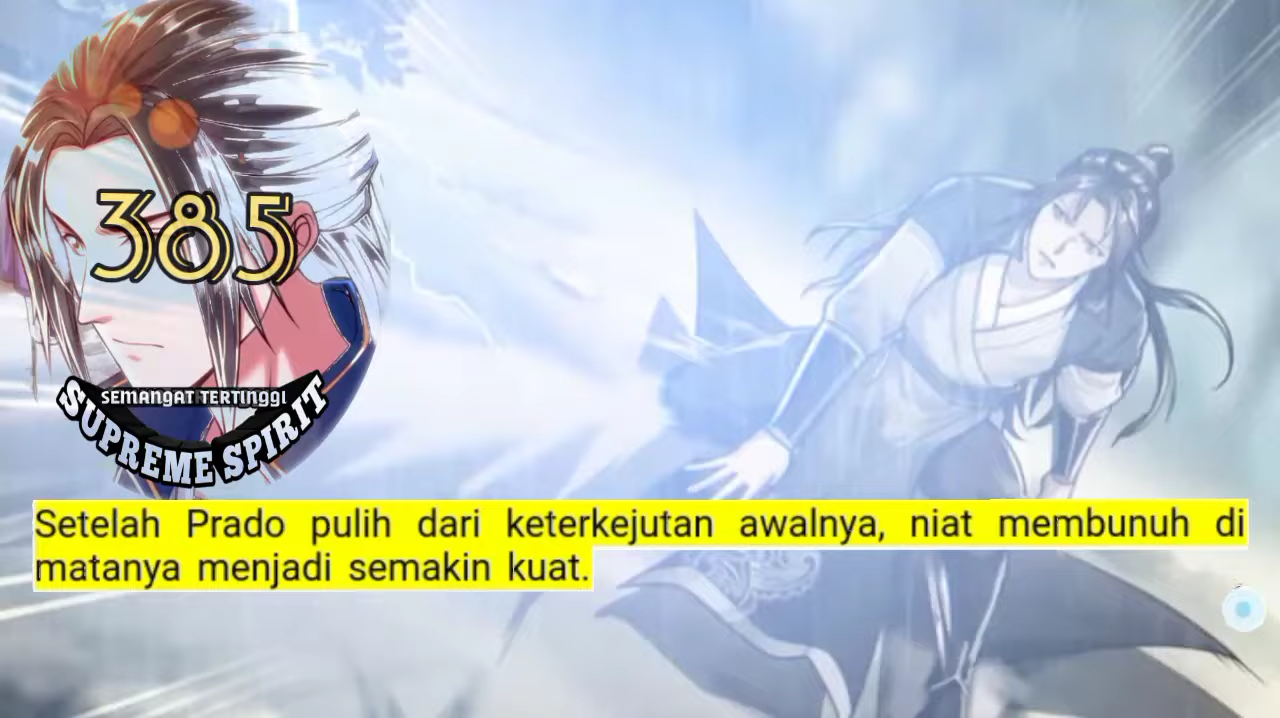 385
SEMANGAT TERTINGGI
SUPREME SPIRIT
Setelah Prado pulih dari keterkejutan awalnya, niat membunuh di
matanya menjadi semakin kuat.